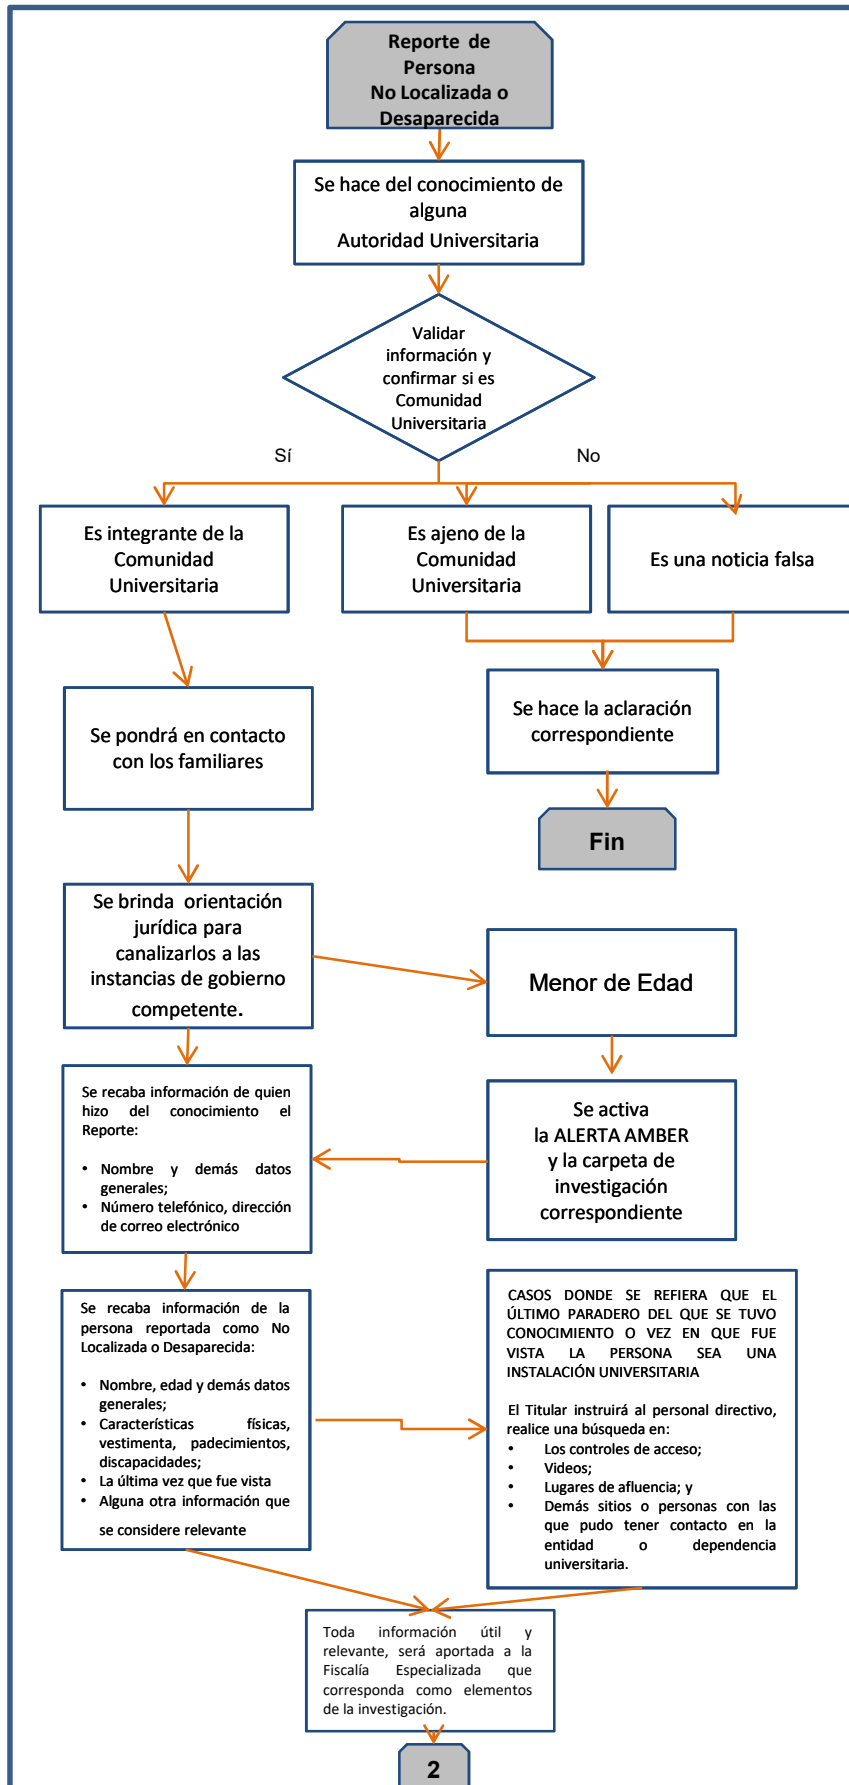 Reporte de
Persona
No Localizada o
Desaparecida
Se hace del conocimiento de
alguna
Autoridad Universitaria
Validar
información y
confirmar si es
Comunidad
Universitaria
Sí
No
Es integrante de la
Comunidad
Universitaria
Es ajeno de la
Comunidad
Universitaria
Es una noticia falsa
Se pondrá en contacto
con los familiares
Se hace la aclaración
correspondiente
Fin
Se brinda orientación
jurídica para
canalizarlos a las
instancias de gobierno
competente.
Menor de Edad
Se activa
la ALERTA AMBER
y la carpeta de
investigación
correspondiente
Se recaba información de quien
hizo del conocimiento el
Reporte:
• Nombre y demás datos
generales;
• Número telefónico, dirección
de correo electrónico
Se recaba información de la
persona reportada como No
Localizada o Desaparecida:
• Nombre, edad y demás datos
generales;
• Características físicas,
vestimenta, padecimientos,
discapacidades;
• La última vez que fue vista
• Alguna otra información que
se considere relevante
CASOS DONDE SE REFIERA QUE EL
ÚLTIMO PARADERO DEL QUE SE TUVO
CONOCIMIENTO O VEZ EN QUE FUE
VISTA LA PERSONA SEA UNA
INSTALACIÓN UNIVERSITARIA
El Titular instruirá al personal directivo,
realice una búsqueda en:
• Los controles de acceso;
• Videos;
• Lugares de afluencia; y
• Demás sitios o personas con las
que pudo tener contacto en la
entidad o dependencia
universitaria.
Toda información útil y
relevante, será aportada a la
Fiscalía Especializada que
corresponda como elementos
de la investigación.
2